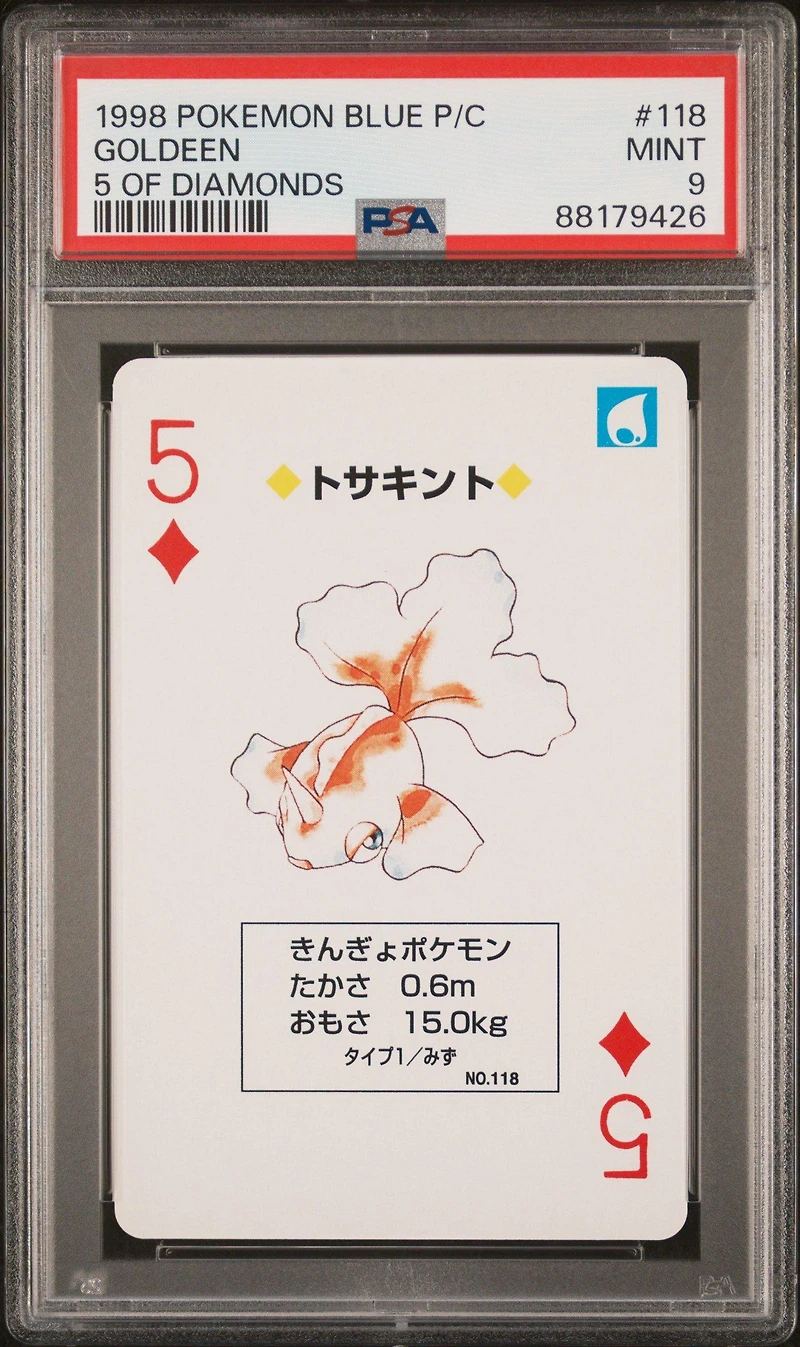 1998 POKEMON BLUE P/C #118
GOLDEEN MINT
5 OF DIAMONDS 9
88179426
PSA
5
トサキント
きんぎょポケモン
たかさ 0.6m
おもさ 15.0kg
タイプ1／みず
NO.118
5